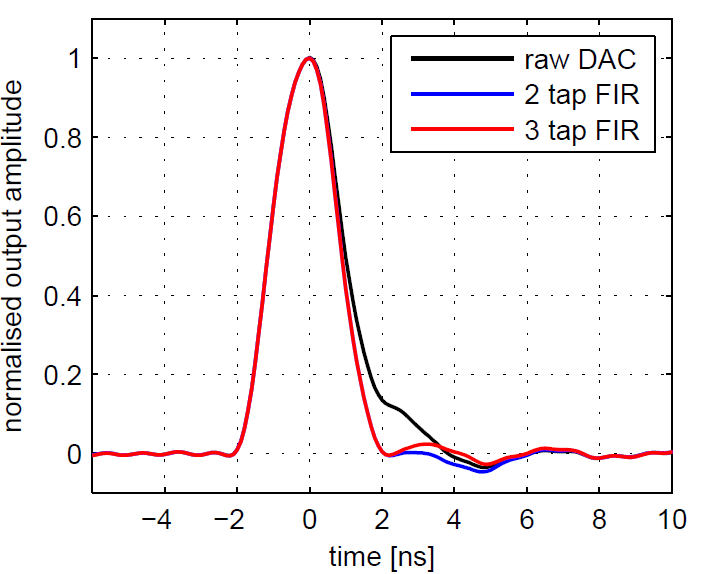 normalised output amplitude
1
0.8
0.6
0.4
0.2
0
raw DAC
2 tap FIR
3 tap FIR
−4 −2 0 2 4 6 8 10
time [ns]